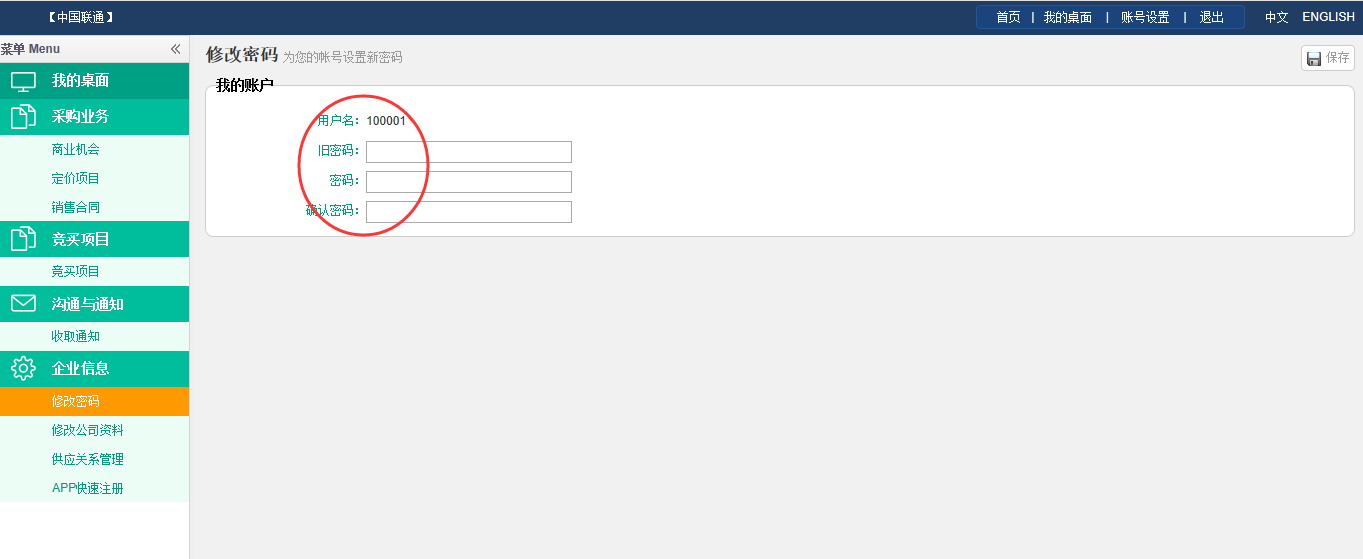 【中国联通】
首页 | 我的桌面 | 账号设置 | 退出 中文 ENGLISH
菜单 Menu
我的桌面
采购业务
商业机会
定价项目
销售合同
竞买项目
竞买项目
沟通与通知
收取通知
企业信息
修改密码
修改公司资料
供应关系管理
APP快速注册
修改密码 为您的帐号设置新密码
保存
我的账户
用户名: 100001
旧密码:
密码:
确认密码: